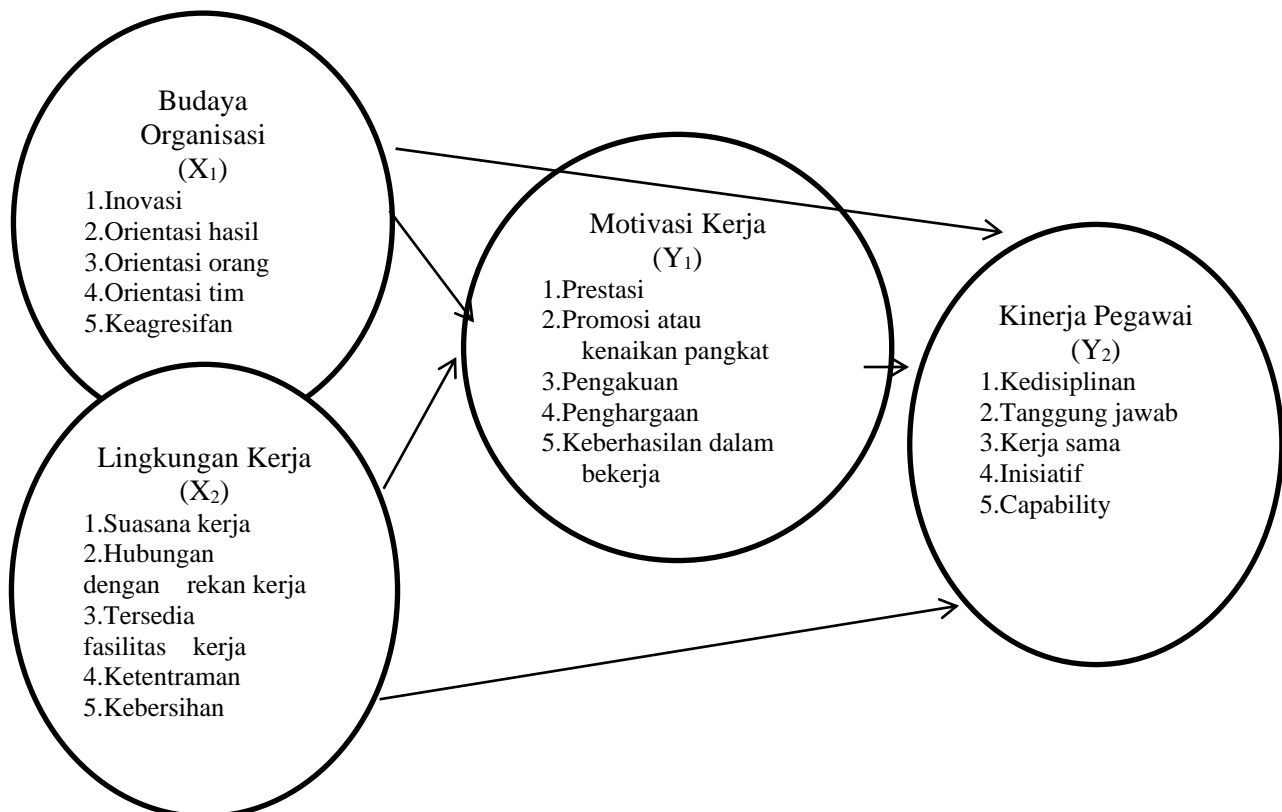 Budaya
Organisasi
(X₁)
1.Inovasi
2.Orientasi hasil
3.Orientasi orang
4.Orientasi tim
5.Keagresifan
Lingkungan Kerja
(X₂)
1.Suasana kerja
2.Hubungan
dengan rekan kerja
3.Tersedia
fasilitas kerja
4.Ketentraman
5.Kebersihan
Motivasi Kerja
(Y₁)
1.Prestasi
2.Promosi atau
kenaikan pangkat
3.Pengakuan
4.Penghargaan
5.Keberhasilan dalam
bekerja
Kinerja Pegawai
(Y₂)
1.Kedisiplinan
2.Tanggung jawab
3.Kerja sama
4.Inisiatif
5.Capability